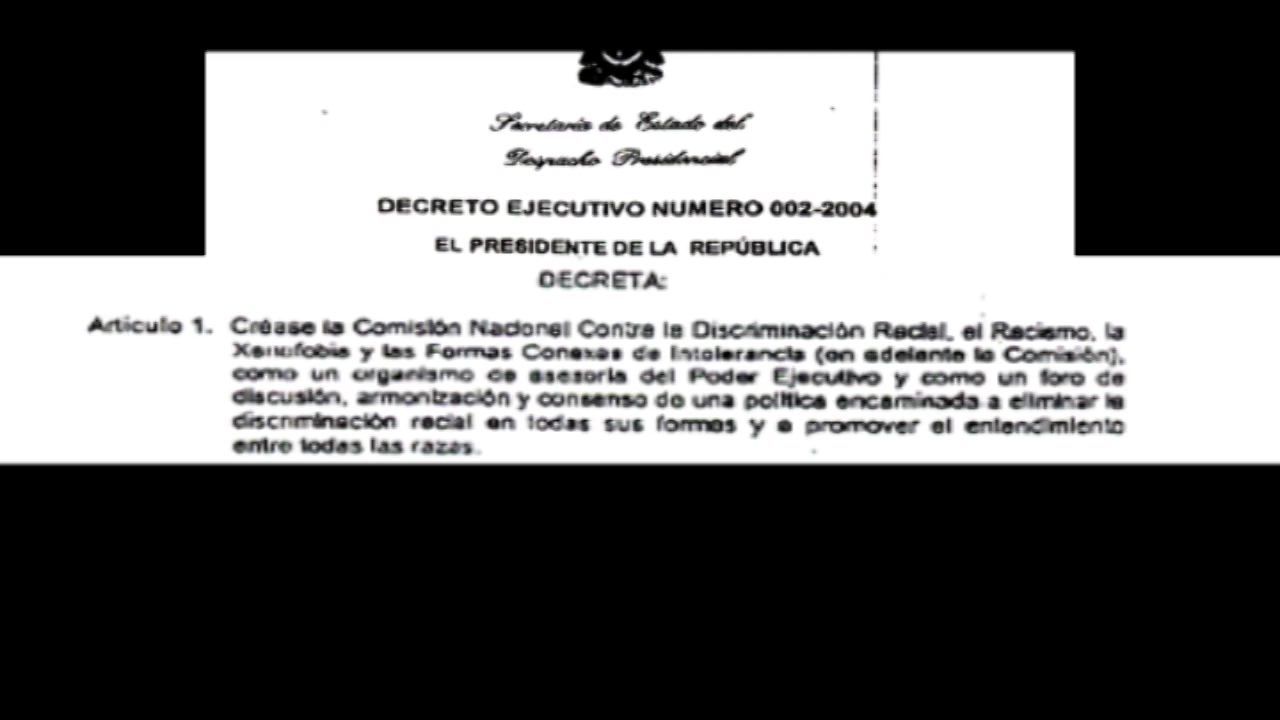 Secretaría de Estado del
Despacho Presidencial
DECRETO EJECUTIVO NUMERO 002-2004
EL PRESIDENTE DE LA REPÚBLICA
DECRETA:
Articulo 1. Créase la Comisión Nacional Contra la Discriminación Racial, el Racismo, la
Xenofobia y las Formas Conexas de Intolerancia (en adelante la Comisión),
como un organismo de asesoría del Poder Ejecutivo y como un foro de
discusión, armonización y consenso de una política encaminada a eliminar la
discriminación racial en todas sus formas y a promover el entendimiento
entre todas las razas.